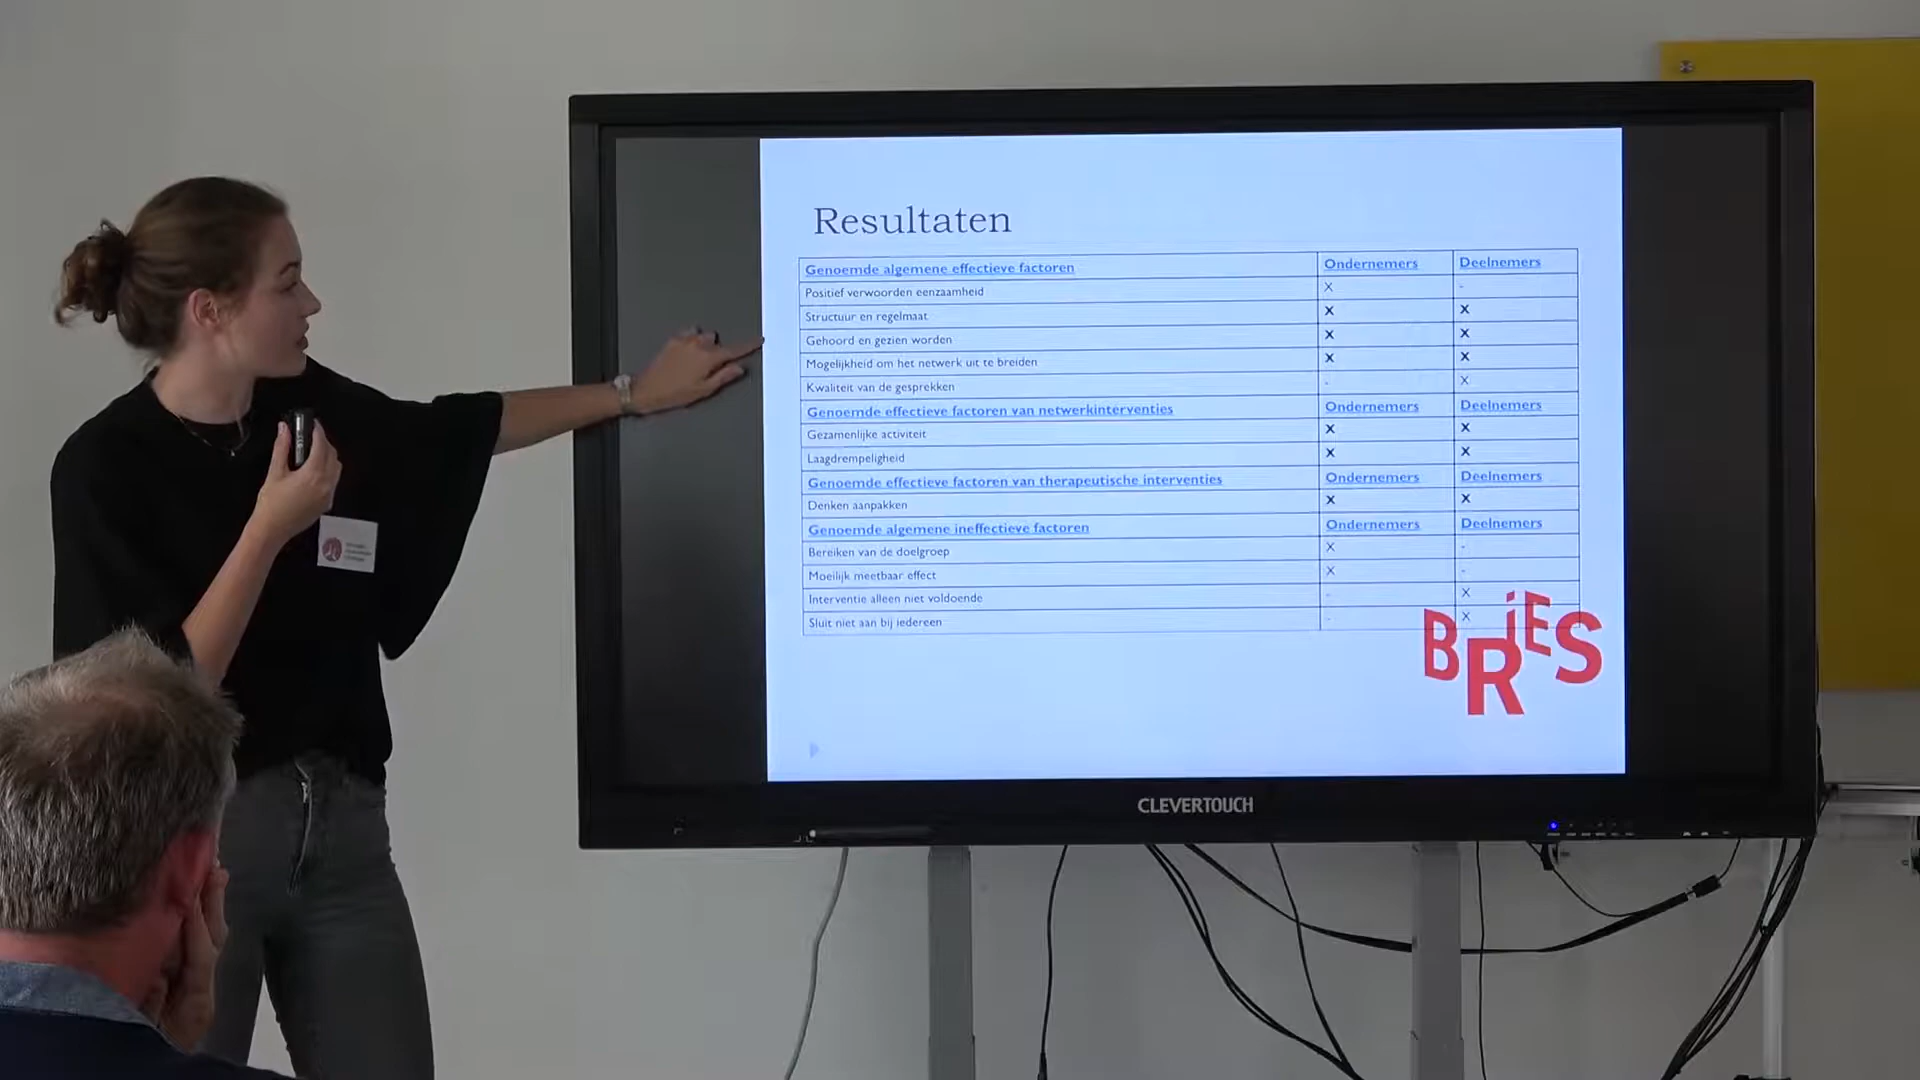 Resultaten
Genoemde algemene effectieve factoren Ondernemers Deelnemers
Positief verwoorden eenzaamheid X -
Structuur en regelmaat X X
Gehoord en gezien worden X X
Mogelijkheid om het netwerk uit te breiden X X
Kwaliteit van de gesprekken - X
Genoemde effectieve factoren van netwerkinterventies Ondernemers Deelnemers
Gezamenlijke activiteit X X
Laagdrempeligheid X X
Genoemde effectieve factoren van therapeutische interventies Ondernemers Deelnemers
Denken aanpakken X X
Genoemde algemene ineffectieve factoren Ondernemers Deelnemers
Bereiken van de doelgroep X -
Moeilijk meetbaar effect X -
Interventie alleen niet voldoende - X
Sluit niet aan bij iedereen - X
BRiES
CLEVERTOUCH